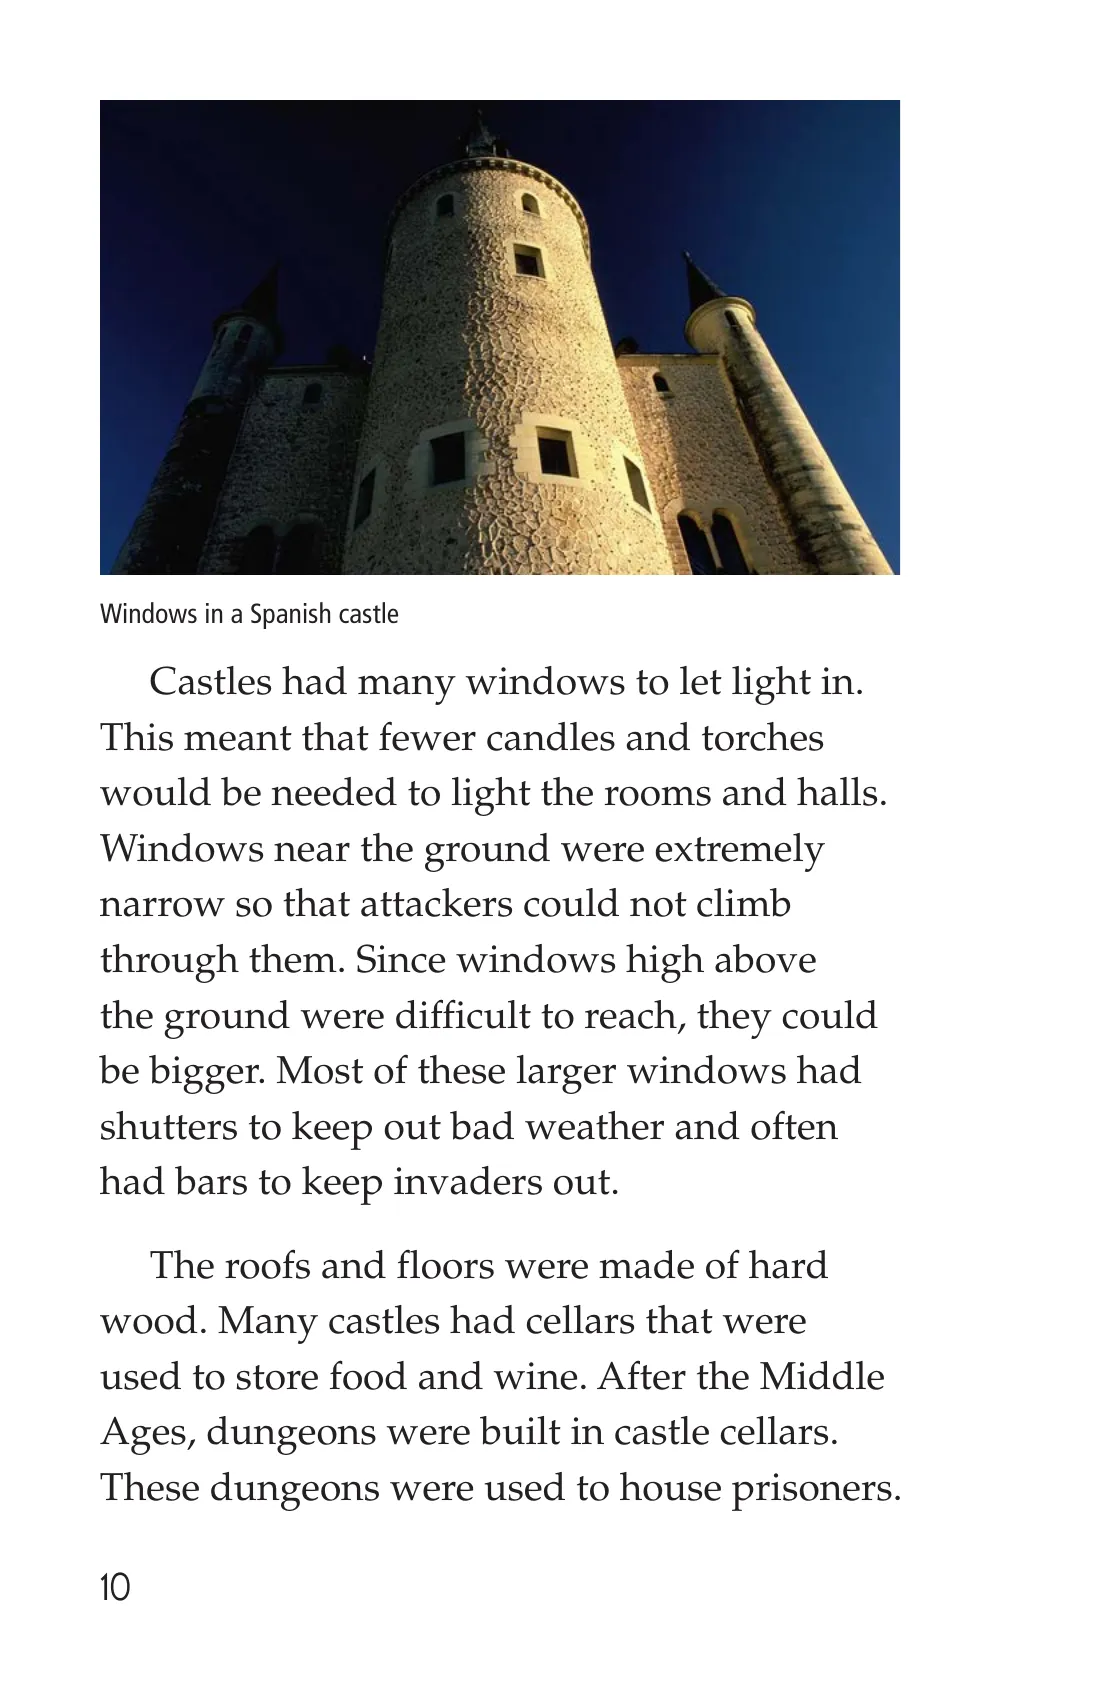 Windows in a Spanish castle
Castles had many windows to let light in.
This meant that fewer candles and torches
would be needed to light the rooms and halls.
Windows near the ground were extremely
narrow so that attackers could not climb
through them. Since windows high above
the ground were difficult to reach, they could
be bigger. Most of these larger windows had
shutters to keep out bad weather and often
had bars to keep invaders out.
The roofs and floors were made of hard
wood. Many castles had cellars that were
used to store food and wine. After the Middle
Ages, dungeons were built in castle cellars.
These dungeons were used to house prisoners.
10